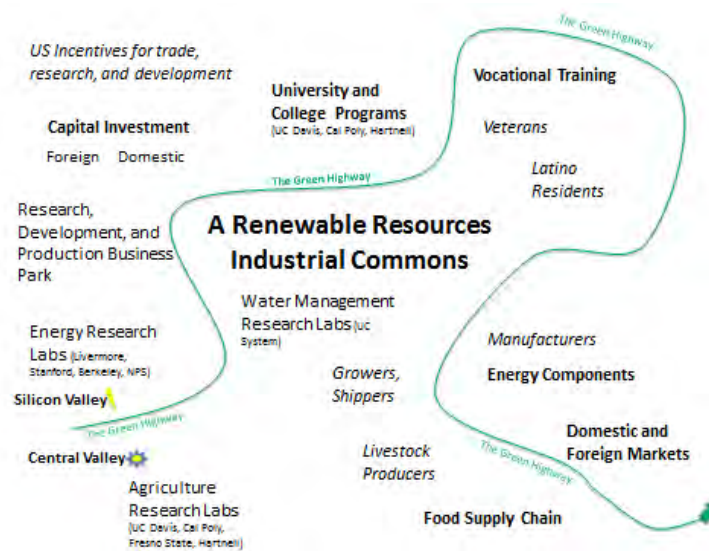 US Incentives for trade,
research, and development
Capital Investment
Foreign Domestic
University and
College Programs
(UC Davis, Cal Poly, Hartnell)
The Green Highway
Vocational Training
Veterans
Latino
Residents
The Green Highway
Research,
Development, and
Production Business
Park
A Renewable Resources
Industrial Commons
Water Management
Research Labs (UC
System)
Energy Research
Labs (Livermore,
Stanford, Berkeley, NPS)
Silicon Valley
The Green Highway
Central Valley
Agriculture
Research Labs
(UC Davis, Cal Poly,
Fresno State, Hartnell)
Growers,
Shippers
Livestock
Producers
Food Supply Chain
Manufacturers
Energy Components
The Green Highway
Domestic and
Foreign Markets